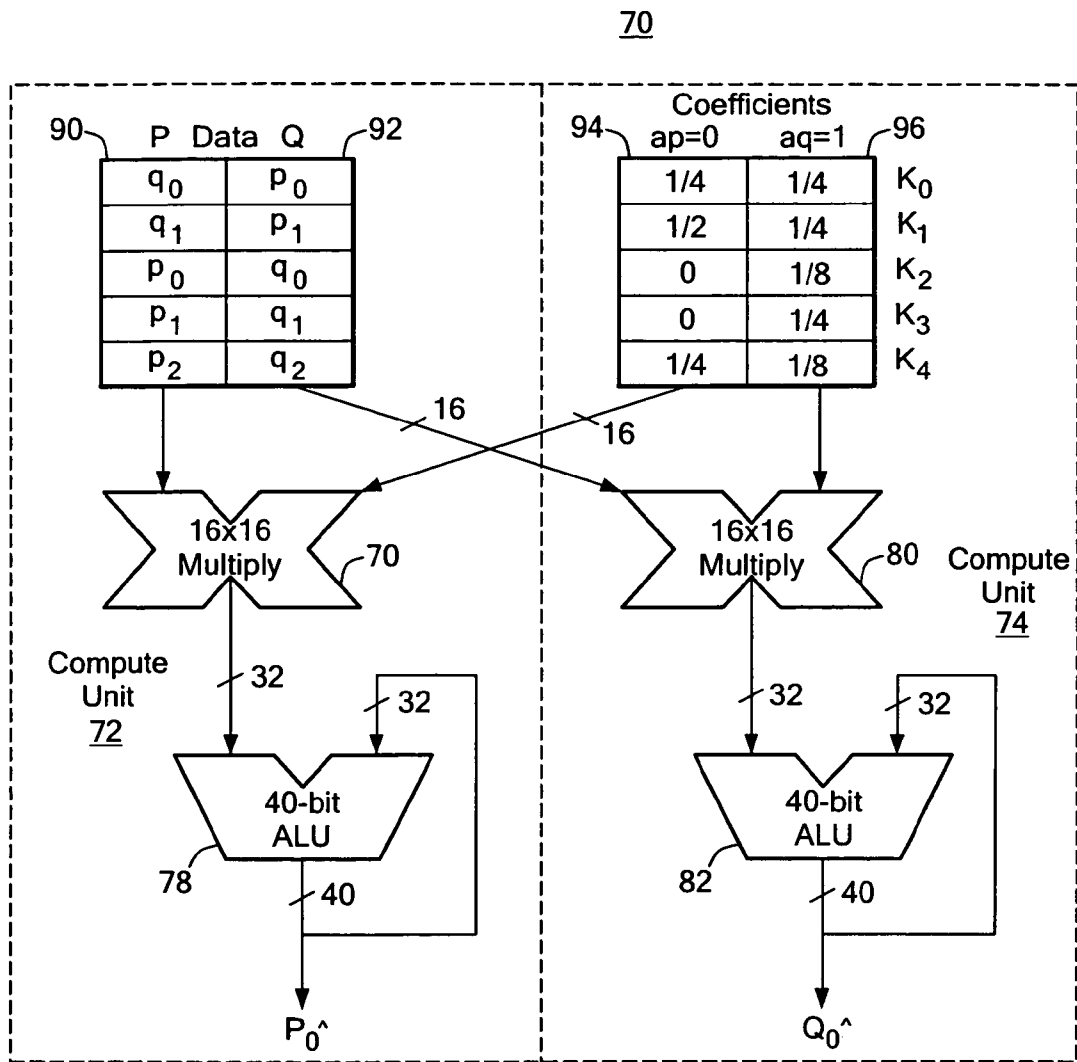 70
Coefficients
90 P Data Q 92 94 ap=0 aq=1 96
q0 p0 1/4 1/4 K0
q1 p1 1/2 1/4 K1
p0 q0 0 1/8 K2
p1 q1 0 1/4 K3
p2 q2 1/4 1/8 K4
16 16
16x16 Multiply 70
16x16 Multiply 80
Compute Unit 74
Compute Unit 72
32 32
32 32
40-bit ALU
78
40
40-bit ALU
82
40
P0^
Q0^